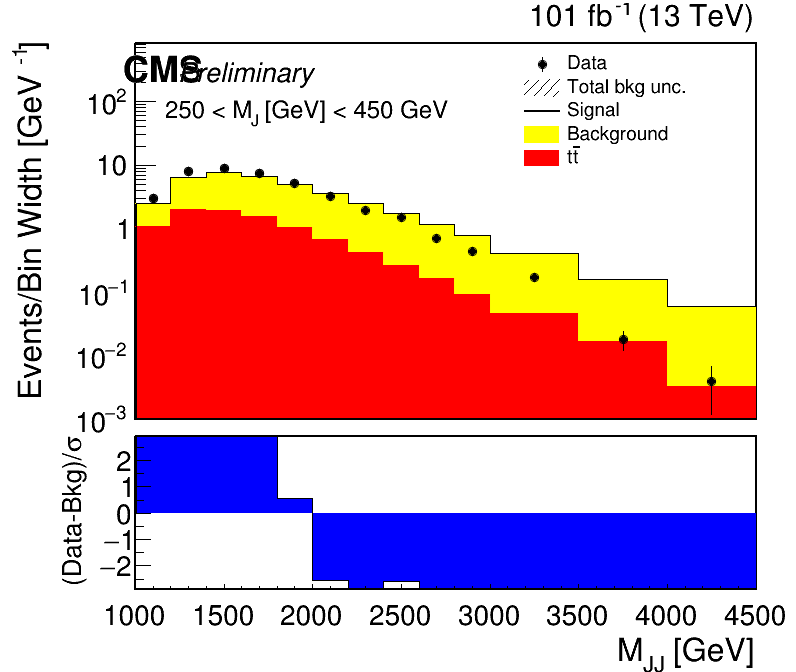 101 fb⁻¹ (13 TeV)
CMS Preliminary
250 < M_J [GeV] < 450 GeV
Data
Total bkg unc.
Signal
Background
tt̄
Events/Bin Width [GeV⁻¹]
10²
10
1
10⁻¹
10⁻²
10⁻³
(Data-Bkg)/σ
2
1
0
−1
−2
1000 1500 2000 2500 3000 3500 4000 4500
M_JJ [GeV]